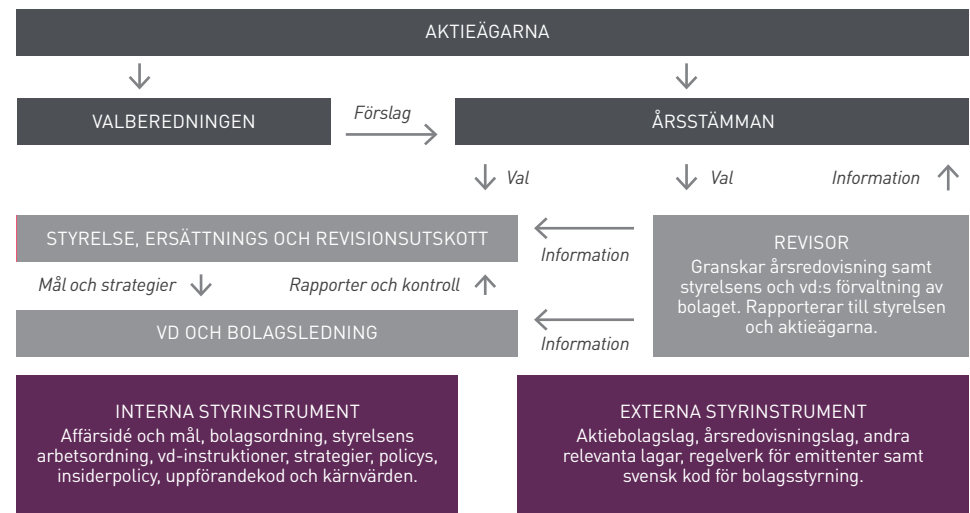 AKTIEÄGARNA
VALBEREDNINGEN
Förslag
ÅRSSTÄMMAN
Val
Val
Information
STYRELSE, ERSÄTTNINGS OCH REVISIONSUTSKOTT
Information
REVISOR
Granskar årsredovisning samt
styrelsens och vd:s förvaltning av
bolaget. Rapporterar till styrelsen
och aktieägarna.
Mål och strategier
Rapporter och kontroll
VD OCH BOLAGSLEDNING
Information
INTERNA STYRINSTRUMENT
Affärsidé och mål, bolagsordning, styrelsens
arbetsordning, vd-instruktioner, strategier, policys,
insiderpolicy, uppförandekod och kärnvärden.
EXTERNA STYRINSTRUMENT
Aktiebolagslag, årsredovisningslag, andra
relevanta lagar, regelverk för emittenter samt
svensk kod för bolagsstyrning.